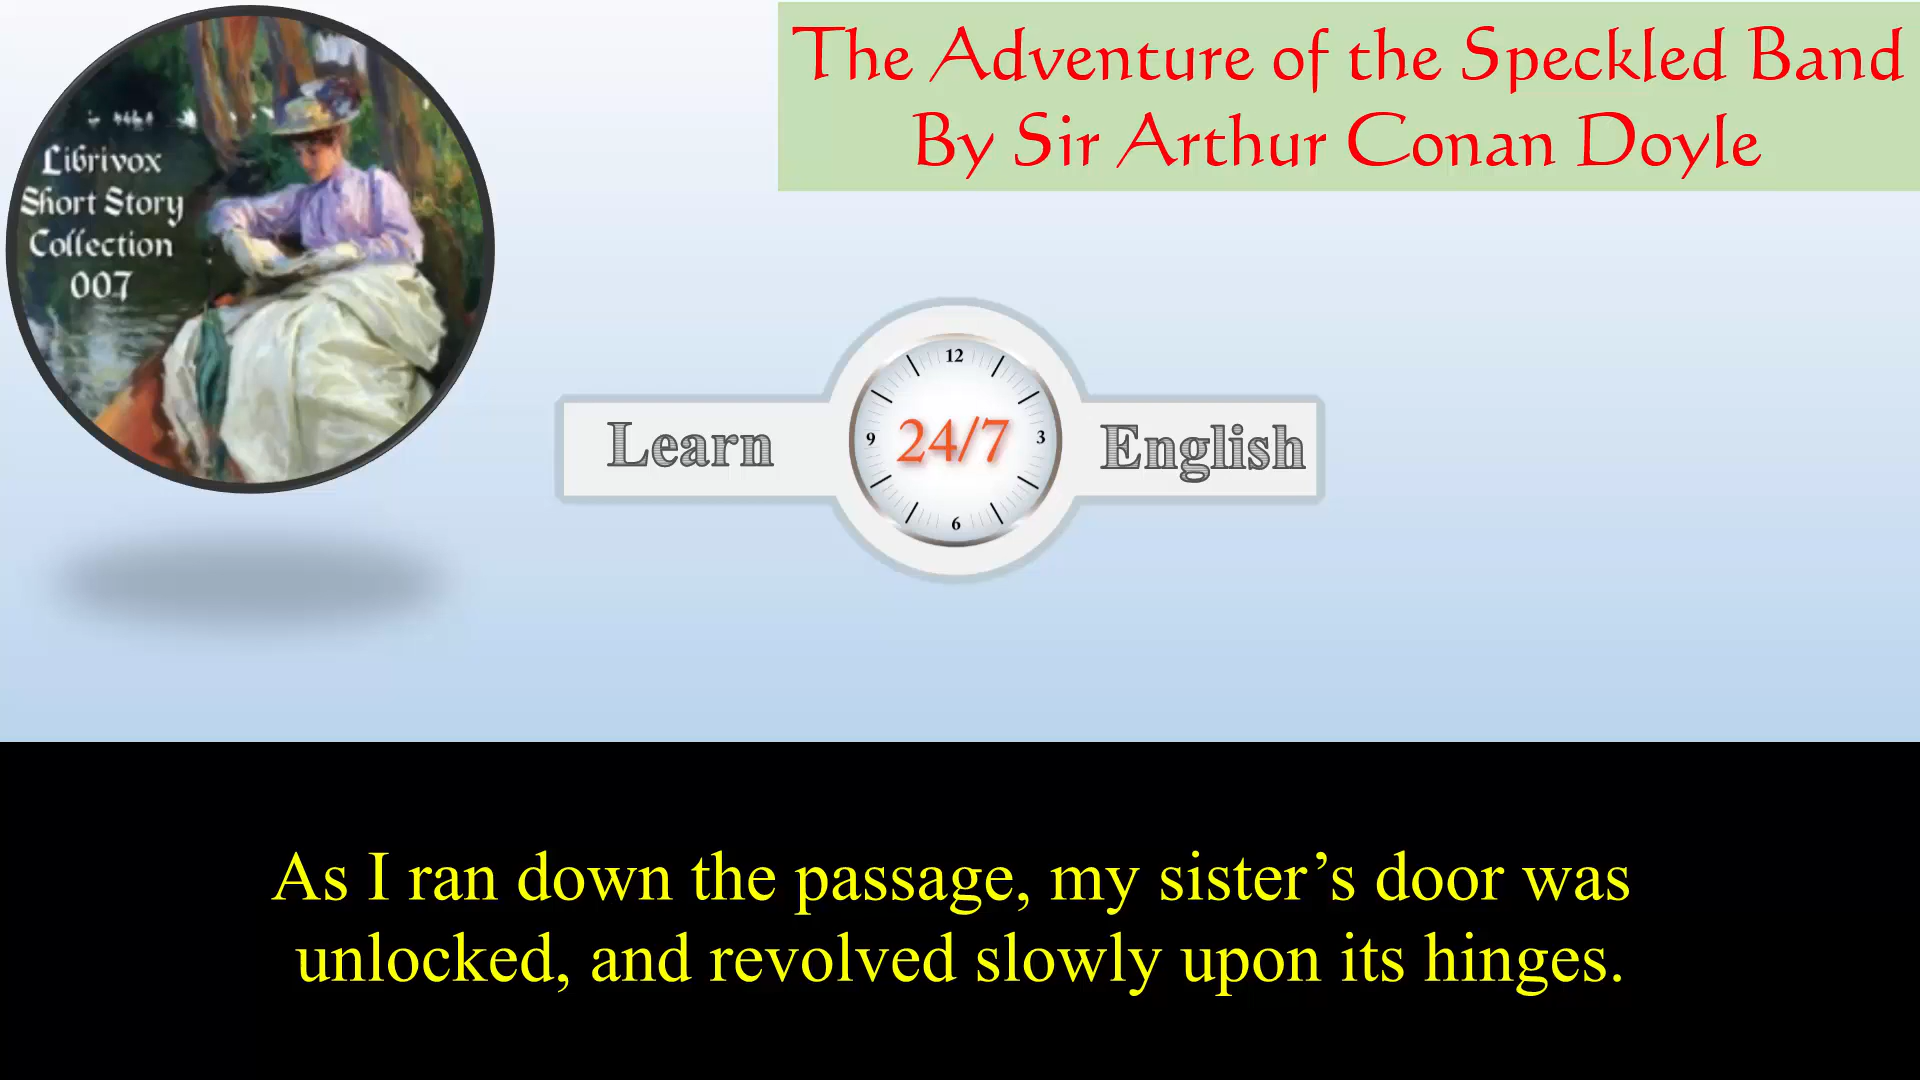 The Adventure of the Speckled Band
By Sir Arthur Conan Doyle
Librivox
Short Story
Collection
007
Learn
24/7
English
12
9
3
6
As I ran down the passage, my sister’s door was
unlocked, and revolved slowly upon its hinges.